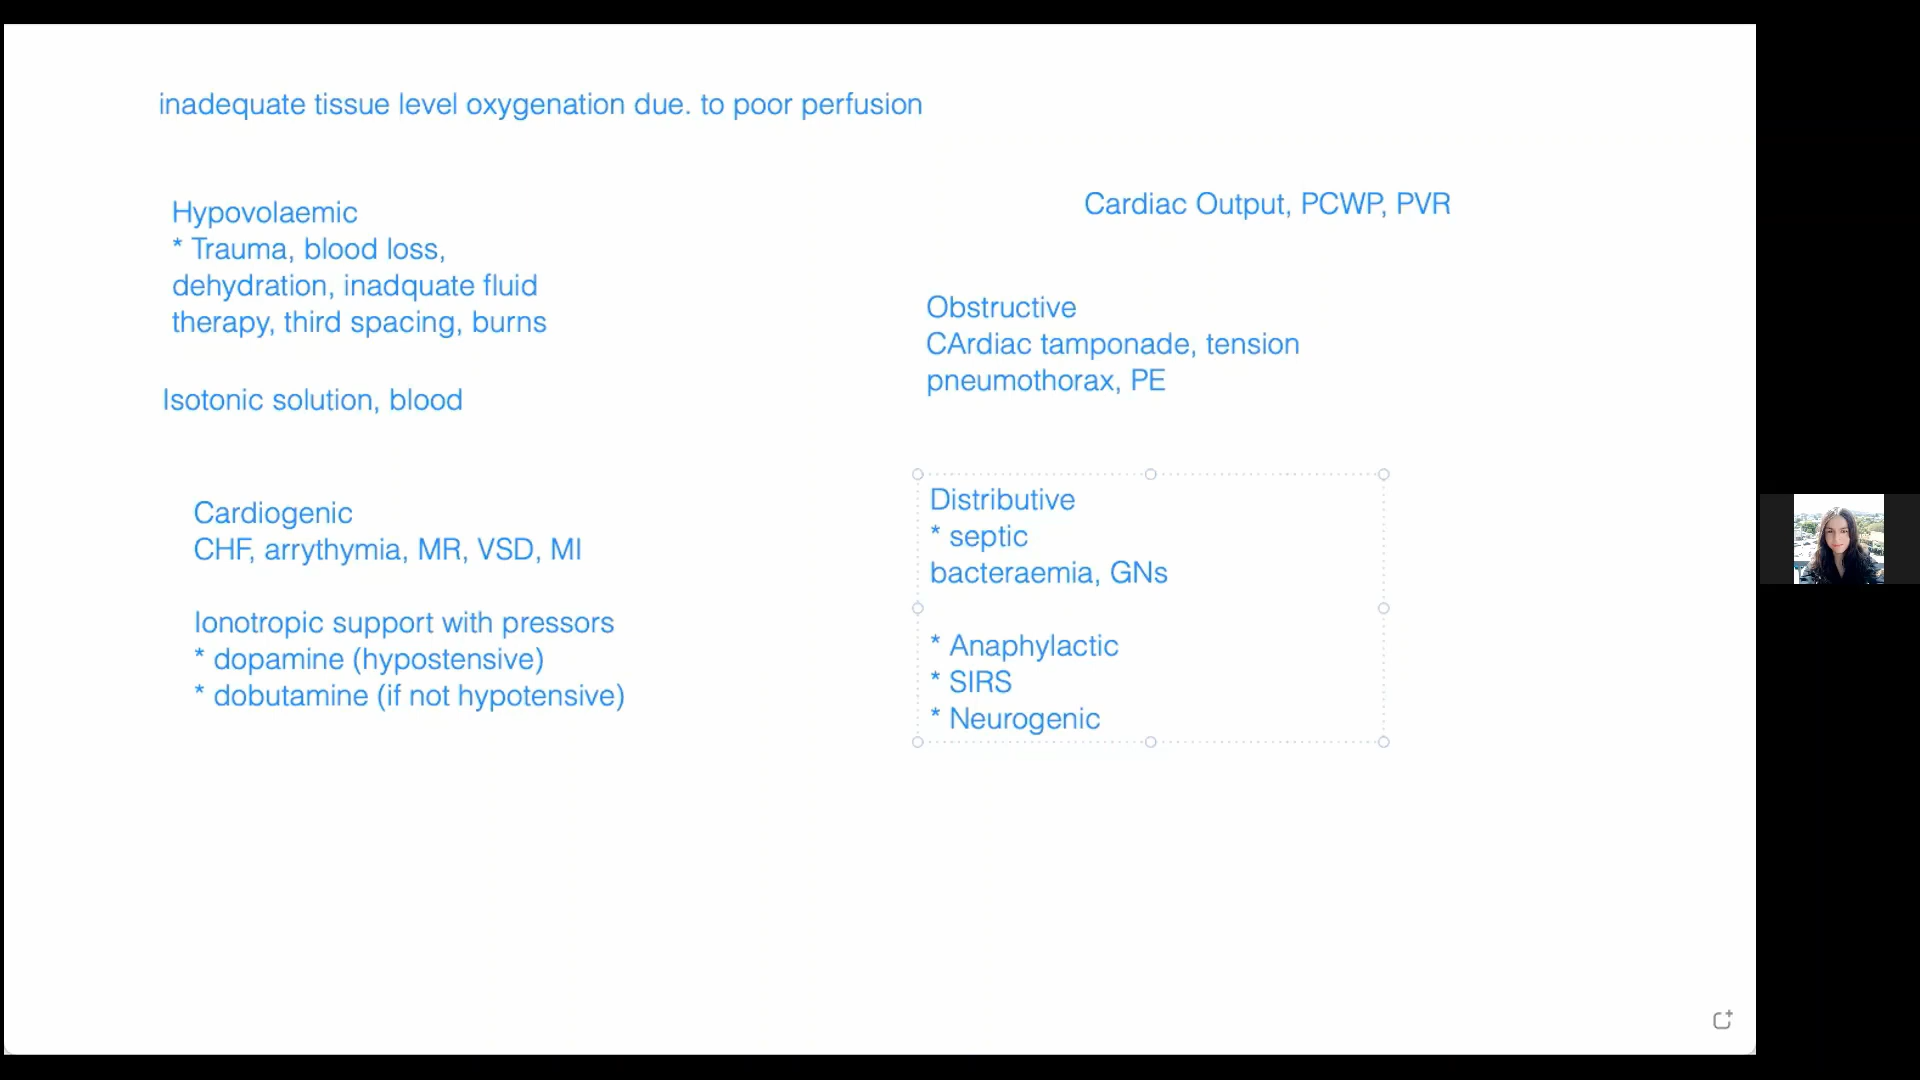 inadequate tissue level oxygenation due. to poor perfusion
Hypovolaemic
* Trauma, blood loss,
dehydration, inadquate fluid
therapy, third spacing, burns
Isotonic solution, blood
Cardiogenic
CHF, arrythymia, MR, VSD, MI
Ionotropic support with pressors
* dopamine (hypostensive)
* dobutamine (if not hypotensive)
Cardiac Output, PCWP, PVR
Obstructive
CArdiac tamponade, tension
pneumothorax, PE
Distributive
* septic
bacteraemia, GNs
* Anaphylactic
* SIRS
* Neurogenic